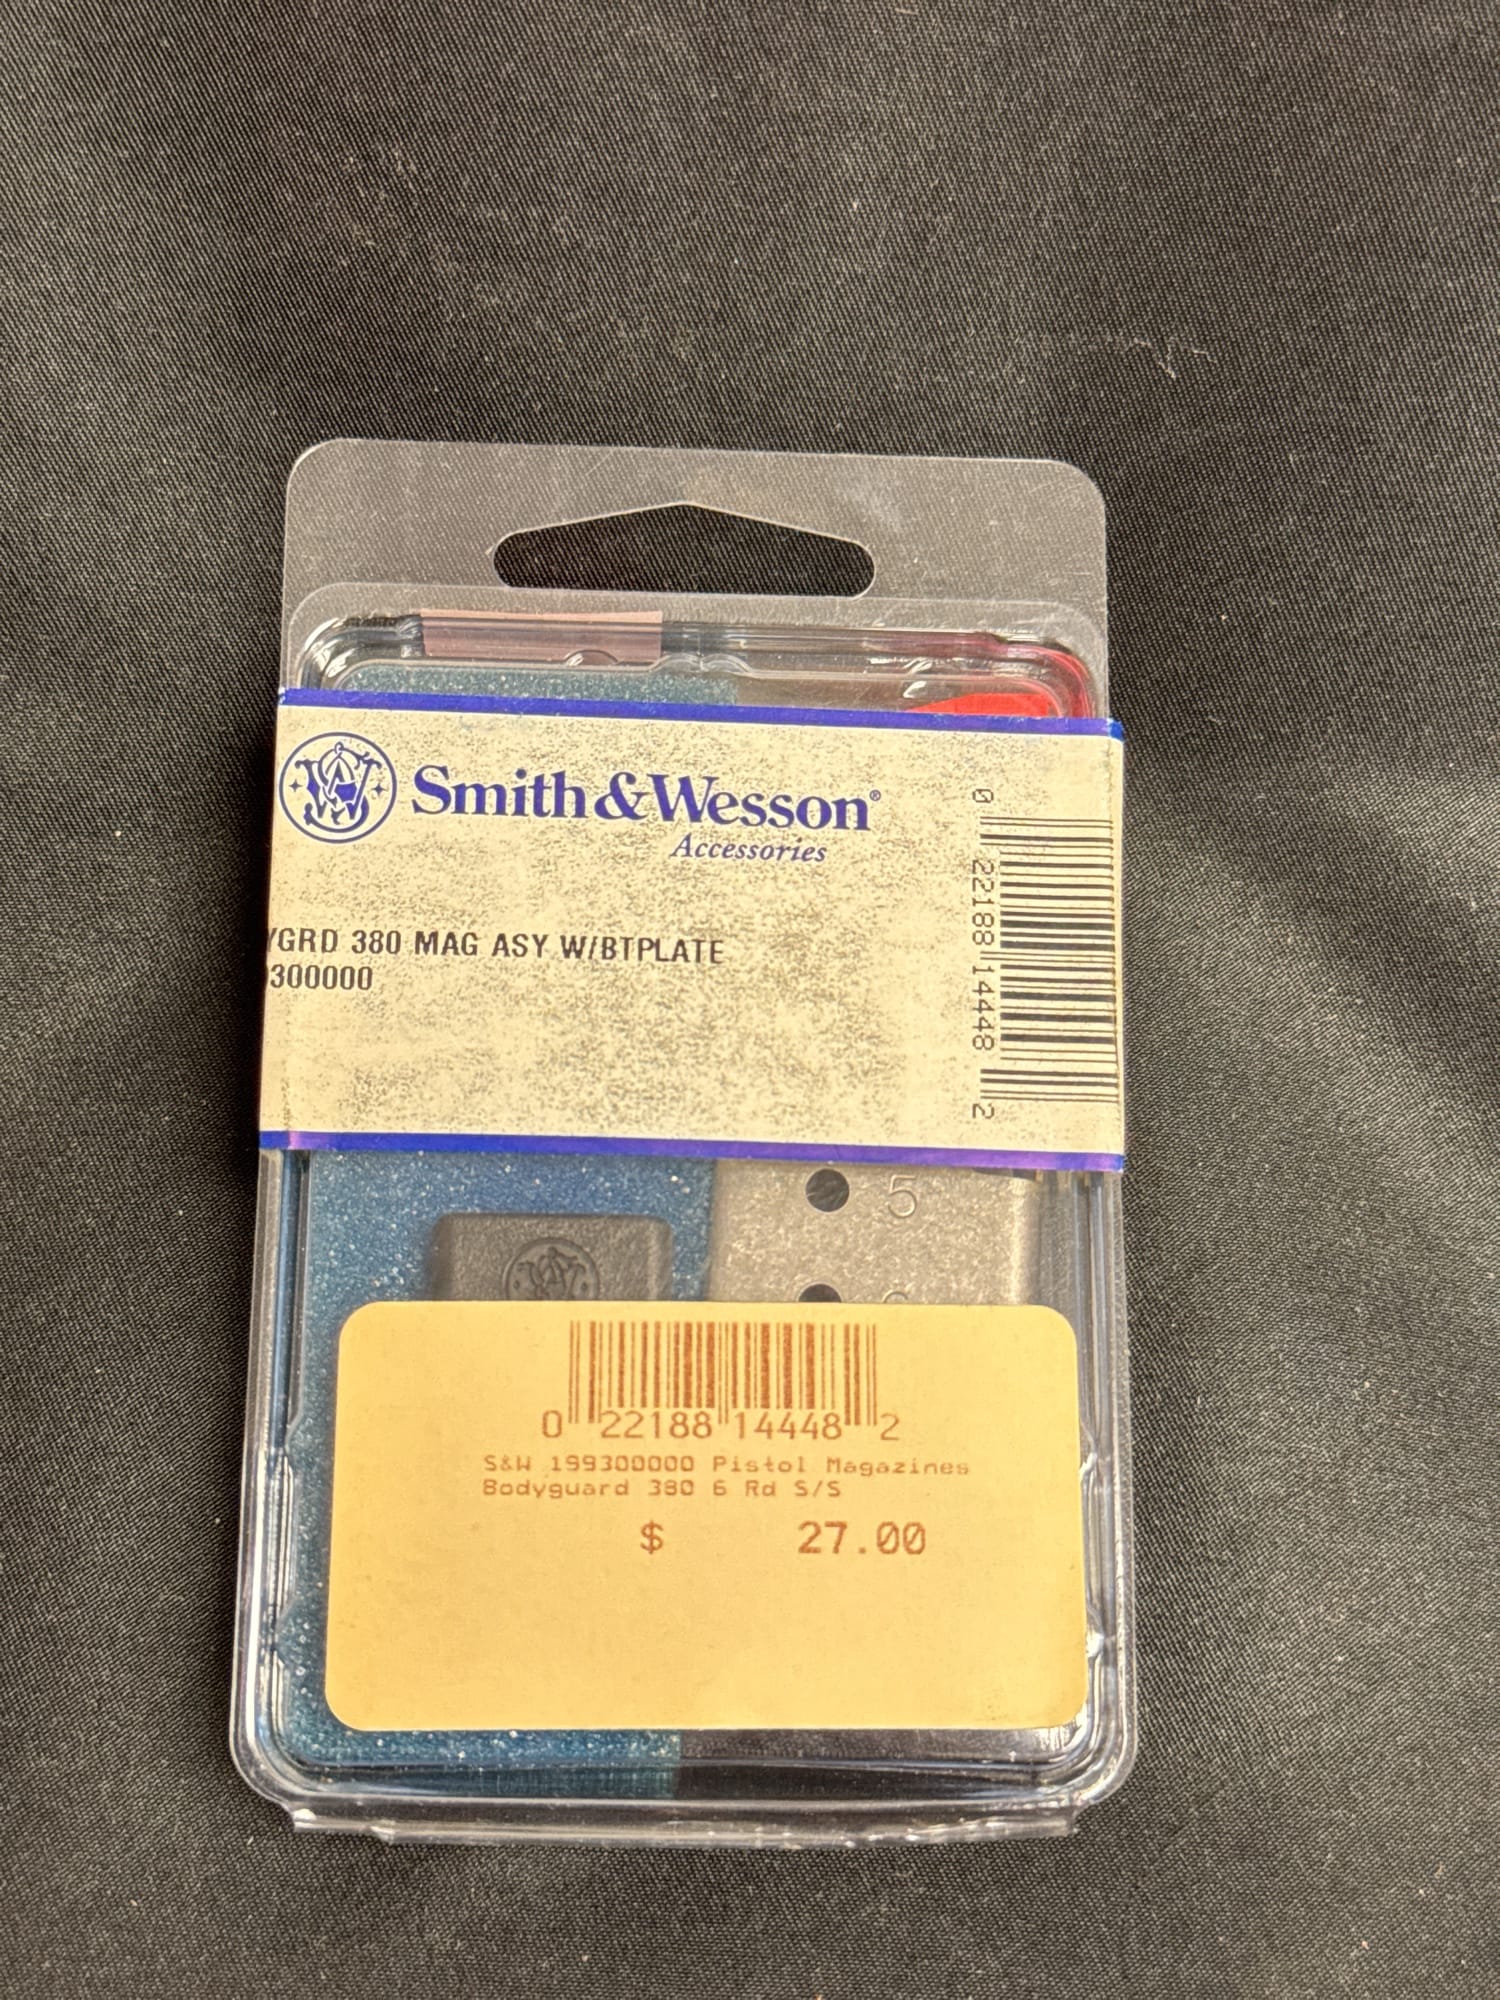 Smith & Wesson®
Accessories
YGRD 380 MAG ASY W/BTPLATE
300000
0 22188 14448 2
5
0 22188 14448 2
S&W 199300000 Pistol Magazines
Bodyguard 380 6 Rd S/S
$ 27.00